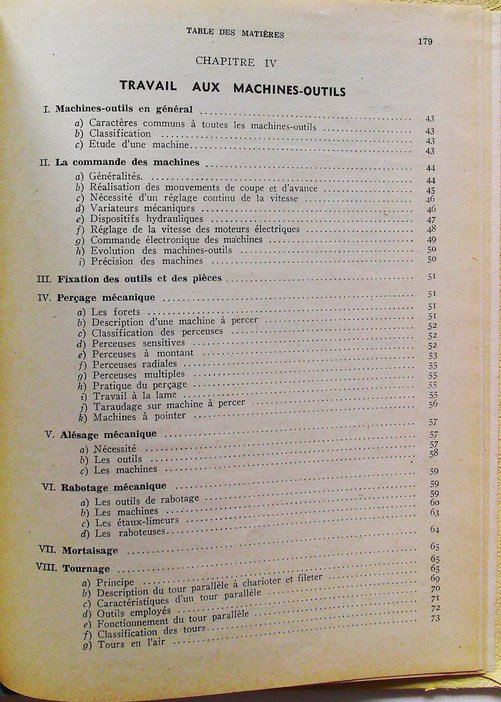 TABLE DES MATIÈRES 179
CHAPITRE IV
TRAVAIL AUX MACHINES-OUTILS
I. Machines-outils en général ........ 43
a) Caractères communs à toutes les machines-outils ........ 43
b) Classification ........ 43
c) Etude d'une machine........ 43
II. La commande des machines ........ 44
a) Généralités. ........ 44
b) Réalisation des mouvements de coupe et d'avance ........ 45
c) Nécessité d'un réglage continu de la vitesse ........ 46
d) Variateurs mécaniques ........ 46
e) Dispositifs hydrauliques ........ 47
f) Réglage de la vitesse des moteurs électriques ........ 48
g) Commande électronique des machines ........ 49
h) Evolution des machines-outils ........ 50
i) Précision des machines ........ 50
III. Fixation des outils et des pièces ........ 51
IV. Perçage mécanique ........ 51
a) Les forets ........ 51
b) Description d'une machine à percer ........ 51
c) Classification des perceuses ........ 52
d) Perceuses sensitives ........ 52
e) Perceuses à montant ........ 52
f) Perceuses radiales ........ 53
g) Perceuses multiples ........ 55
h) Pratique du perçage ........ 55
i) Travail à la lame ........ 55
j) Taraudage sur machine à percer ........ 55
k) Machines à pointer ........ 56
V. Alésage mécanique ........ 57
a) Nécessité ........ 57
b) Les outils ........ 57
c) Les machines ........ 58
VI. Rabotage mécanique ........ 59
a) Les outils de rabotage ........ 59
b) Les machines ........ 59
c) Les étaux-limeurs ........ 60
d) Les raboteuses........ 63
VII. Mortaisage ........ 64
VIII. Tournage ........ 65
a) Principe ........ 65
b) Description du tour parallèle à charioter et fileter ........ 65
c) Caractéristiques d'un tour parallèle ........ 69
d) Outils employés ........ 70
e) Fonctionnement du tour parallèle ........ 71
f) Classification des tours........ 72
g) Tours en l'air ........ 73